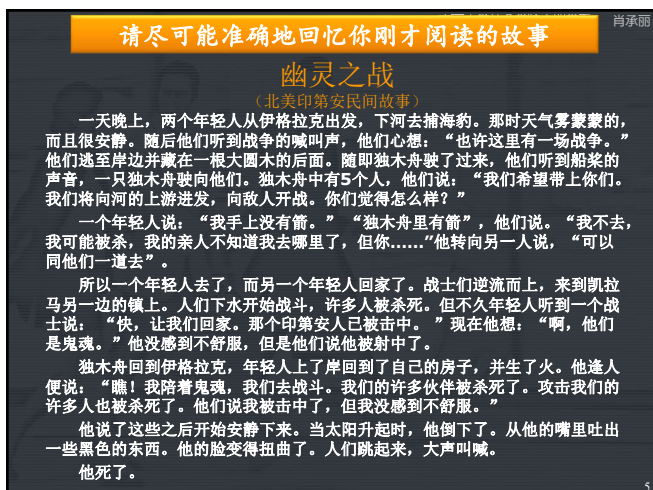 肖承丽
请尽可能准确地回忆你刚才阅读的故事
幽灵之战
（北美印第安民间故事）
一天晚上，两个年轻人从伊格拉克出发，下河去捕海豹。那时天气雾蒙蒙的，
而且很安静。随后他们听到战争的喊叫声，他们心想：“也许这里有一场战争。”
他们逃至岸边并藏在一根大圆木的后面。随即独木舟驶了过来，他们听到船桨的
声音，一只独木舟驶向他们。独木舟中有5个人，他们说：“我们希望带上你们。
我们将向河的上游进发，向敌人开战。你们觉得怎么样？”
一个年轻人说：“我手上没有箭。” “独木舟里有箭”，他们说。“我不去，
我可能被杀，我的亲人不知道我去哪里了，但你……”他转向另一人说，“可以
同他们一道去”。
所以一个年轻人去了，而另一个年轻人回家了。战士们逆流而上，来到凯拉
马另一边的镇上。人们下水开始战斗，许多人被杀死。但不久年轻人听到一个战
士说： “快，让我们回家。那个印第安人已被击中。 ”现在他想：“啊，他们
是鬼魂。”他没感到不舒服，但是他们说他被射中了。
独木舟回到伊格拉克，年轻人上了岸回到了自己的房子，并生了火。他逢人
便说：“瞧！我陪着鬼魂，我们去战斗。我们的许多伙伴被杀死了。攻击我们的
许多人也被杀死了。他们说我被击中了，但我没感到不舒服。”
他说了这些之后开始安静下来。当太阳升起时，他倒下了。从他的嘴里吐出
一些黑色的东西。他的脸变得扭曲了。人们跳起来，大声叫喊。
他死了。
5